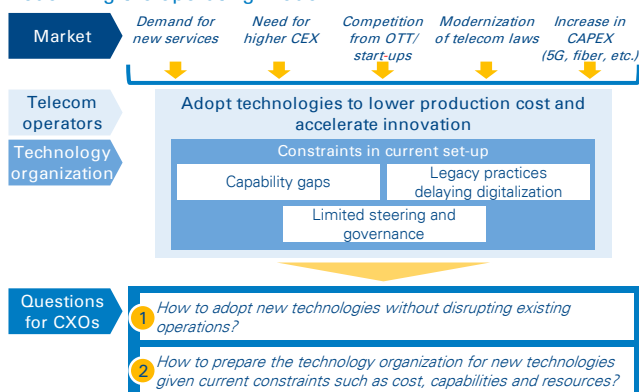 Market
Demand for
new services
Need for
higher CEX
Competition
from OTT/
start-ups
Modernization
of telecom laws
Increase in
CAPEX
(5G, fiber, etc.)
Telecom
operators
Adopt technologies to lower production cost and
accelerate innovation
Technology
organization
Constraints in current set-up
Capability gaps
Legacy practices
delaying digitalization
Limited steering and
governance
Questions
for CXOs
1
How to adopt new technologies without disrupting existing
operations?
2
How to prepare the technology organization for new technologies
given current constraints such as cost, capabilities and resources?